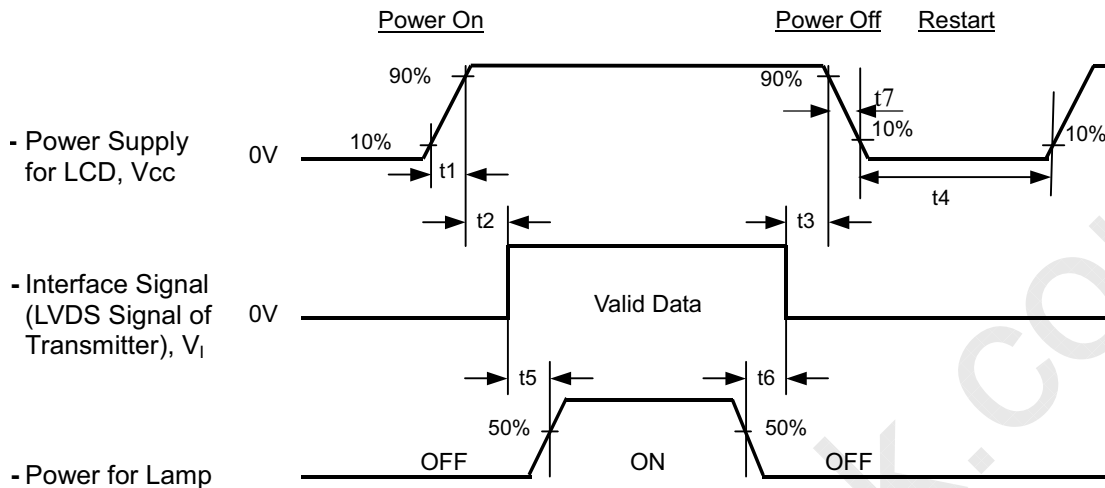 Power On
Power Off
Restart
90%
90%
t7
- Power Supply
for LCD, Vcc
0V
10%
10%
10%
t1
t4
t2
t3
- Interface Signal
(LVDS Signal of
Transmitter), VI
0V
Valid Data
t5
t6
50%
50%
- Power for Lamp
OFF
ON
OFF